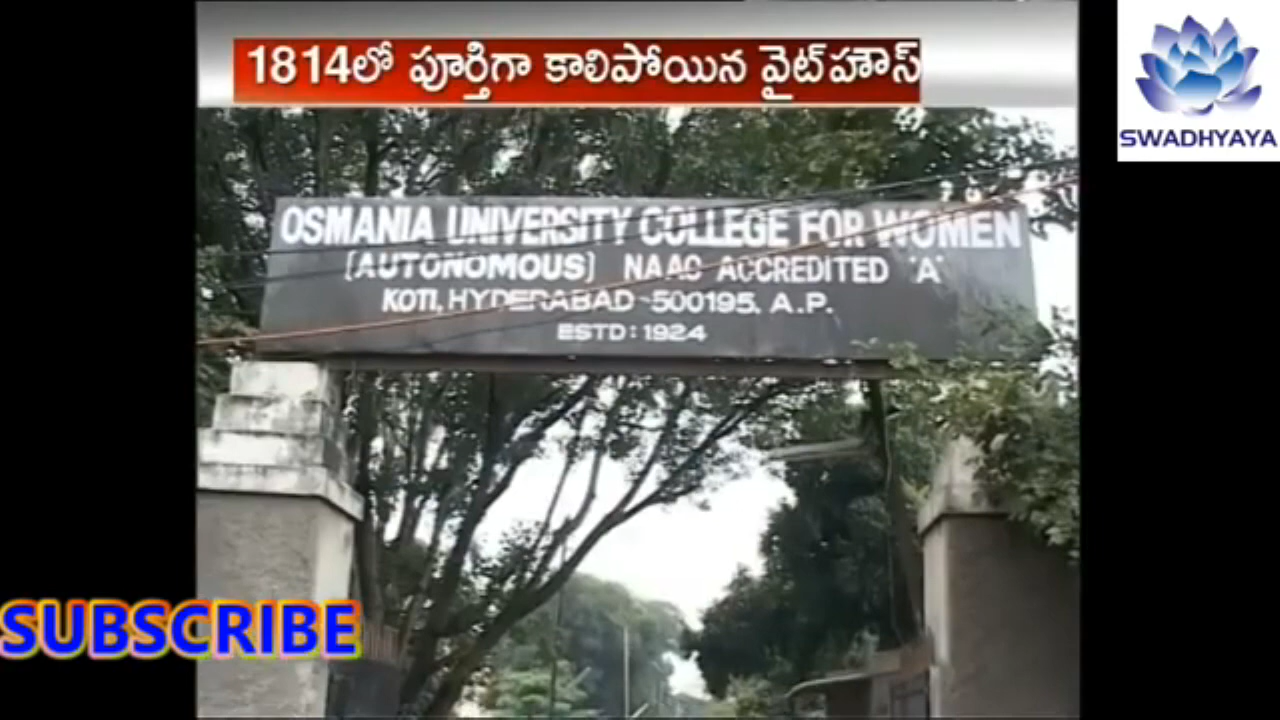 1814లో పూర్తిగా కాలిపోయిన వైట్‌హౌస్
SWADHYAYA
OSMANIA UNIVERSITY COLLEGE FOR WOMEN
(AUTONOMOUS) NAAC ACCREDITED 'A'
KOTI, HYDERABAD-500195. A.P.
ESTD: 1924
SUBSCRIBE